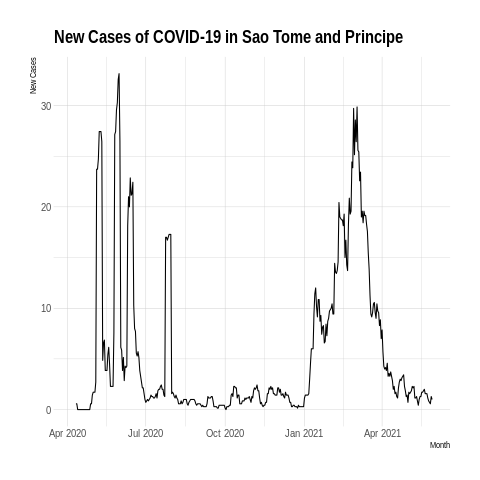 New Cases of COVID-19 in Sao Tome and Principe
New Cases
30
20
10
0
Apr 2020 Jul 2020 Oct 2020 Jan 2021 Apr 2021
Month